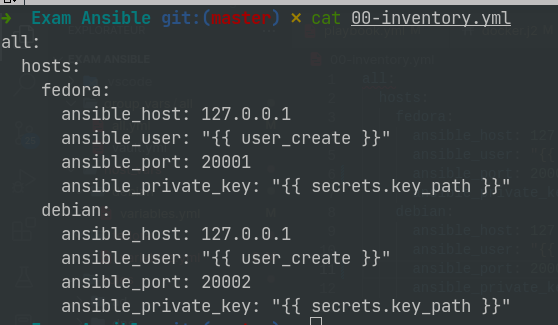 → Exam Ansible git:(master) ✗ cat 00-inventory.yml
all:
  hosts:
    fedora:
      ansible_host: 127.0.0.1
      ansible_user: "{{ user_create }}"
      ansible_port: 20001
      ansible_private_key: "{{ secrets.key_path }}"
    debian:
      ansible_host: 127.0.0.1
      ansible_user: "{{ user_create }}"
      ansible_port: 20002
      ansible_private_key: "{{ secrets.key_path }}"